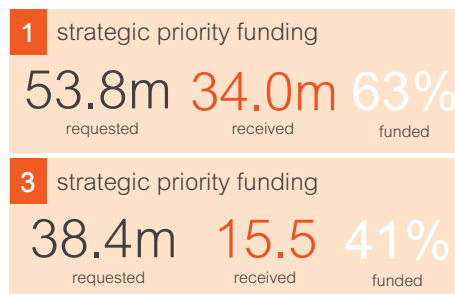 1 strategic priority funding
53.8m 34.0m 63%
requested received funded
3 strategic priority funding
38.4m 15.5 41%
requested received funded